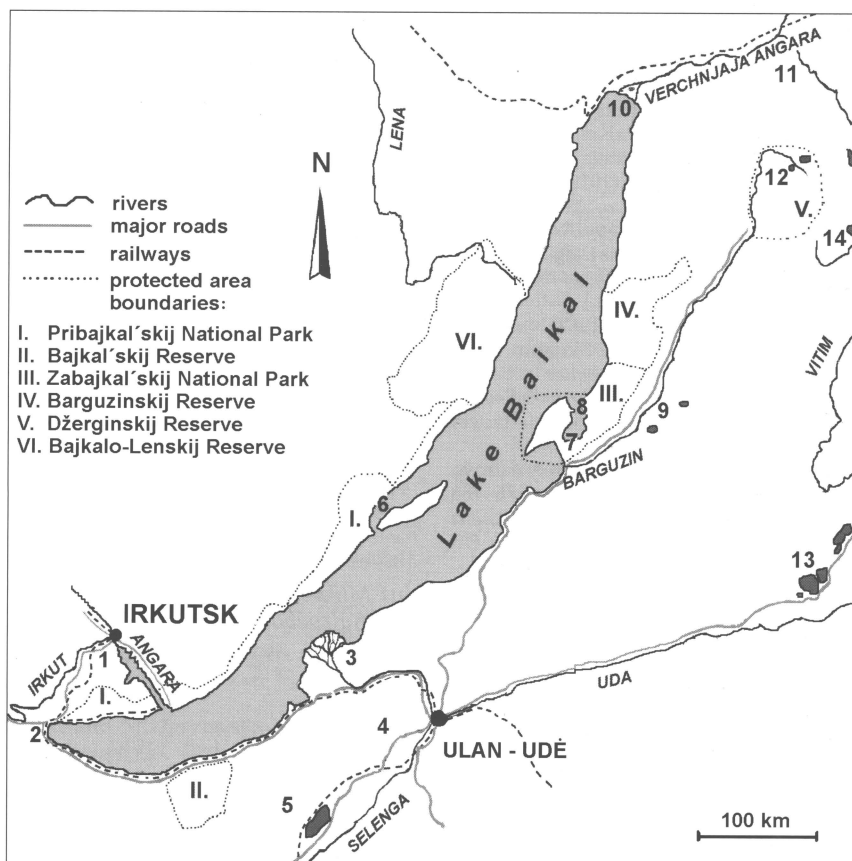 VERCHNJAJA ANGARA
11
10
LENA
N
12
V.
14
rivers
major roads
railways
protected area
boundaries:
I. Pribajkal´skij National Park
II. Bajkal´skij Reserve
III. Zabajkal´skij National Park
IV. Barguzinskij Reserve
V. Džerginskij Reserve
VI. Bajkalo-Lenskij Reserve
IV.
VI.
Lake Baikal
III.
8
7
9
VITIM
BARGUZIN
6
I.
13
IRKUTSK
ANGARA
IRKUT
1
I.
2
3
UDA
4
ULAN - UDĖ
II.
5
SELENGA
100 km